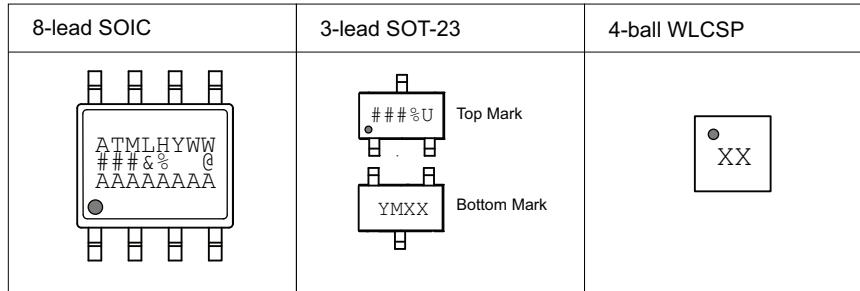 8-lead SOIC
3-lead SOT-23
4-ball WLCSP
ATMLHYWW
###&% @
AAAAAAAA
###%U
Top Mark
YMXX
Bottom Mark
XX